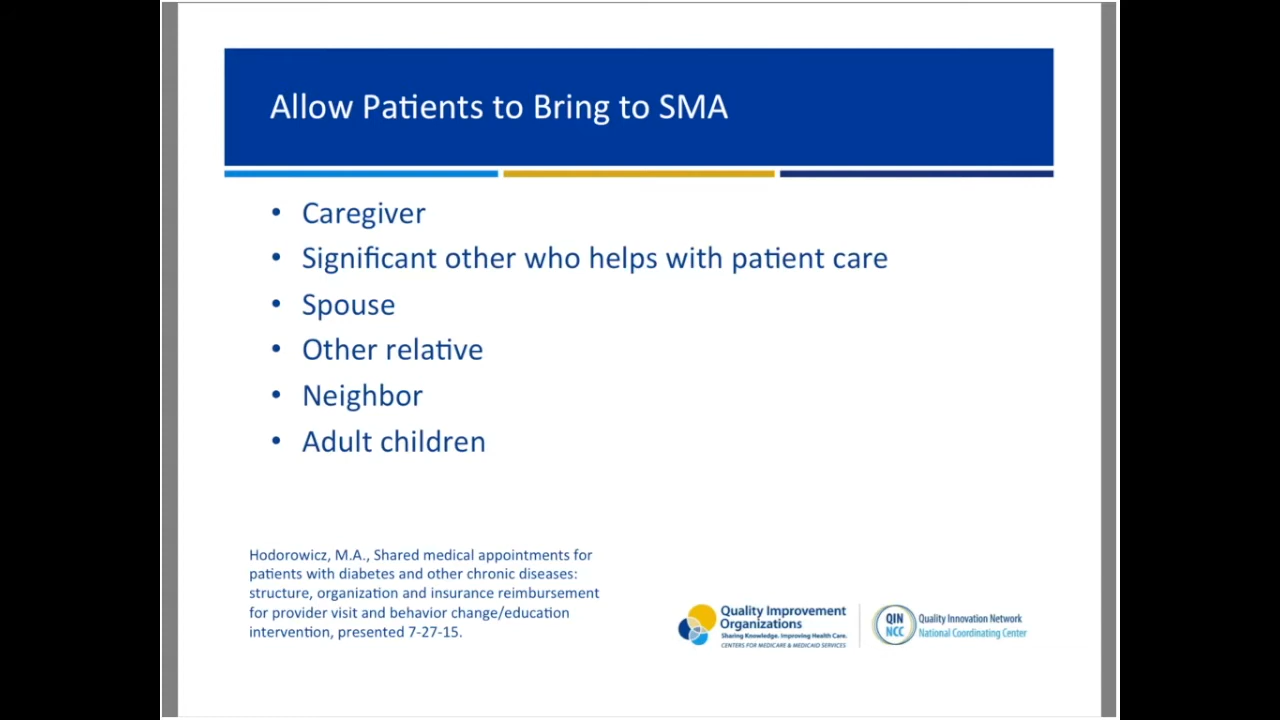 Allow Patients to Bring to SMA
• Caregiver
• Significant other who helps with patient care
• Spouse
• Other relative
• Neighbor
• Adult children
Hodorowicz, M.A., Shared medical appointments for
patients with diabetes and other chronic diseases:
structure, organization and insurance reimbursement
for provider visit and behavior change/education
intervention, presented 7-27-15.
Quality Improvement
Organizations
Sharing Knowledge. Improving Health Care.
CENTERS FOR MEDICARE & MEDICAID SERVICES
QIN
NCC
Quality Innovation Network
National Coordinating Center